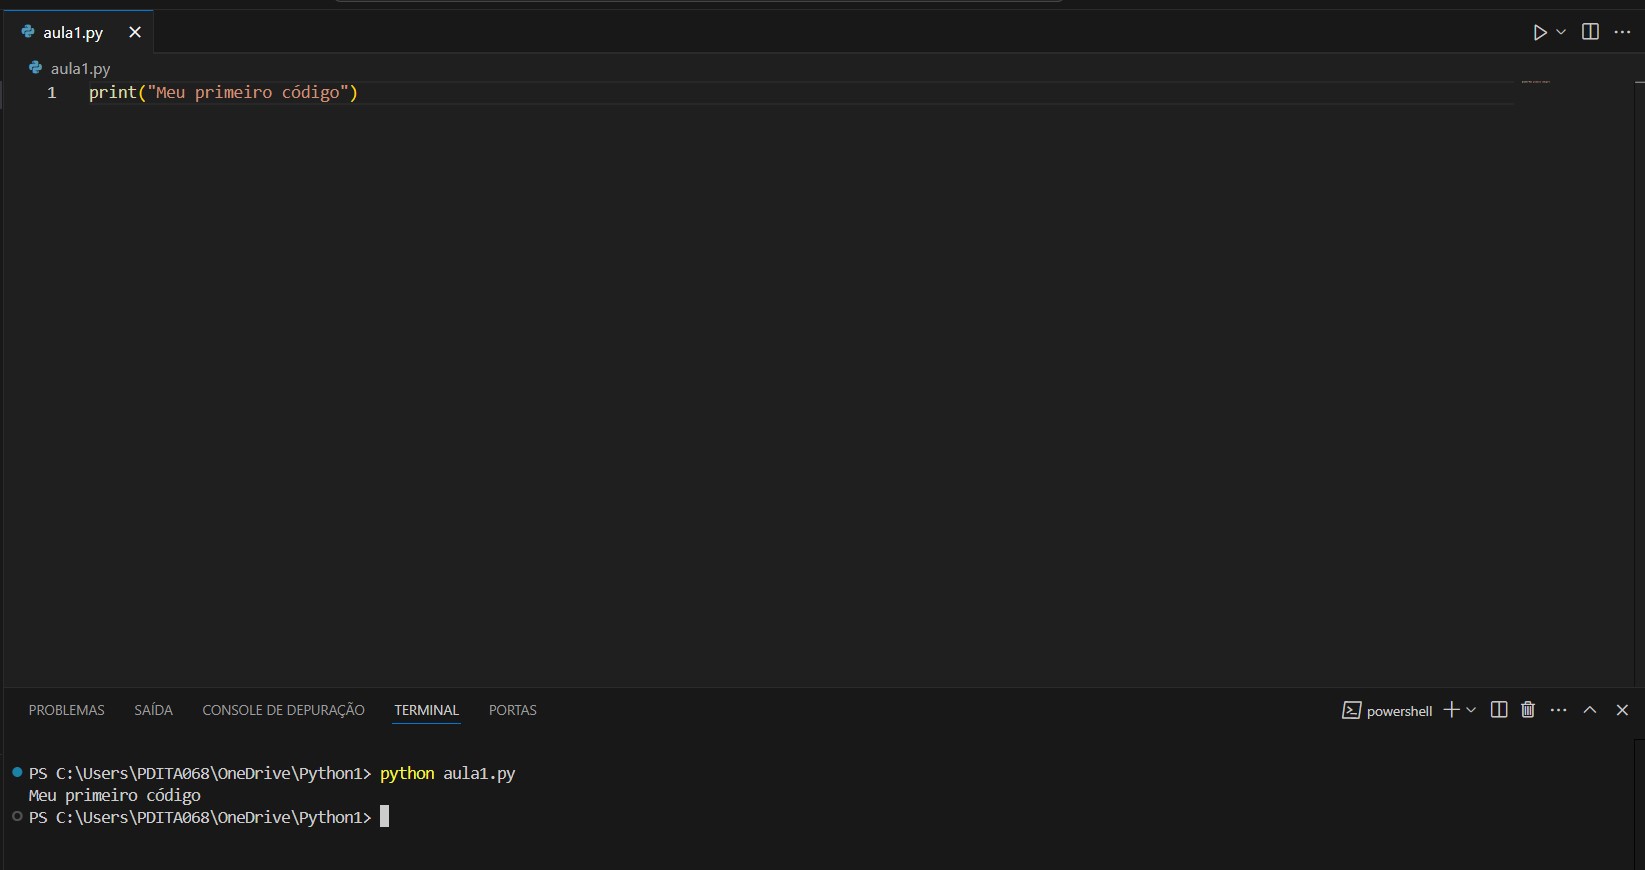 aula1.py
aula1.py
1 print("Meu primeiro código")
PROBLEMAS SAÍDA CONSOLE DE DEPURAÇÃO TERMINAL PORTAS powershell
PS C:\Users\PDITA068\OneDrive\Python1> python aula1.py
Meu primeiro código
PS C:\Users\PDITA068\OneDrive\Python1>